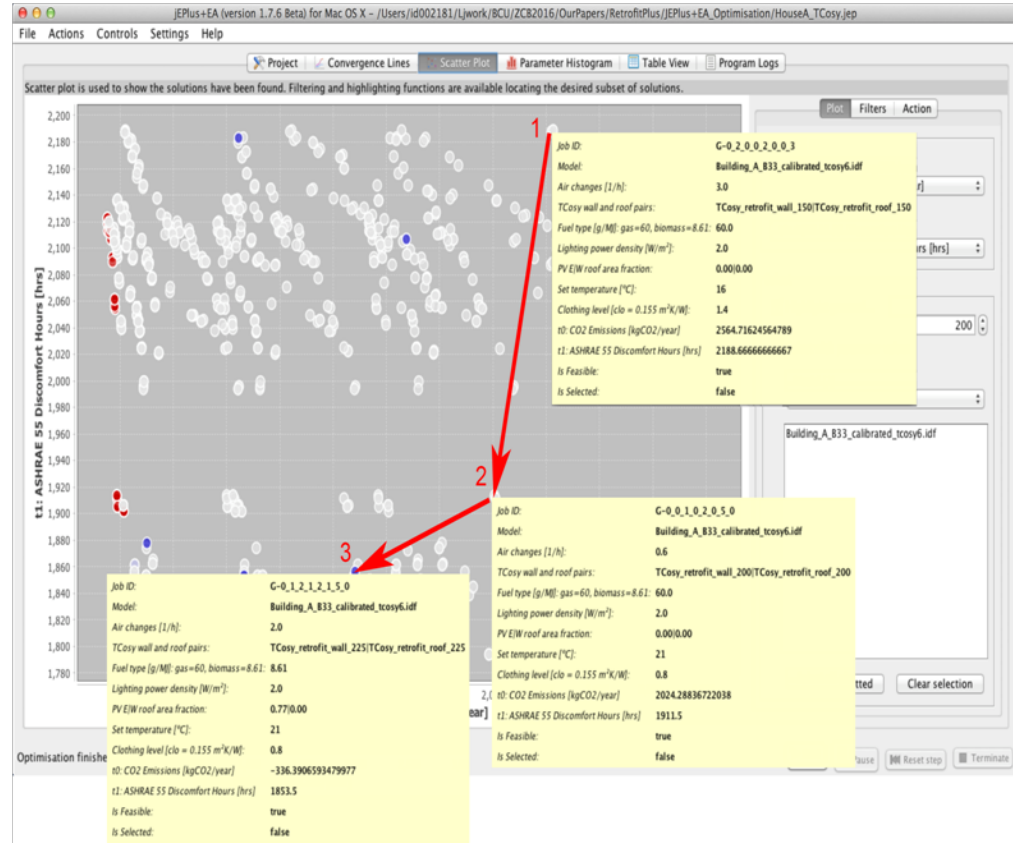 jEPlus+EA (version 1.7.6 Beta) for Mac OS X – /Users/id002181/Ljwork/BCU/ZCB2016/OurPapers/RetrofitPlus/JEPlus+EA_Optimisation/HouseA_TCosy.jep
File Actions Controls Settings Help
Project Convergence Lines Scatter Plot Parameter Histogram Table View Program Logs
Scatter plot is used to show the solutions have been found. Filtering and highlighting functions are available locating the desired subset of solutions.
Plot Filters Action
t1: ASHRAE 55 Discomfort Hours [hrs]
2,200
2,180
2,160
2,140
2,120
2,100
2,080
2,060
2,040
2,020
2,000
1,980
1,960
1,940
1,920
1,900
1,880
1,860
1,840
1,820
1,800
1,780
1
Job ID: G-0_2_0_0_2_0_0_3
Model: Building_A_B33_calibrated_tcosy6.idf
Air changes [1/h]: 3.0
TCosy wall and roof pairs: TCosy_retrofit_wall_150|TCosy_retrofit_roof_150
Fuel type [g/MJ]: gas=60, biomass=8.61: 60.0
Lighting power density [W/m²]: 2.0
PV E|W roof area fraction: 0.00|0.00
Set temperature [°C]: 16
Clothing level [clo = 0.155 m²K/W]: 1.4
t0: CO2 Emissions [kgCO2/year] 2564.71624564789
t1: ASHRAE 55 Discomfort Hours [hrs] 2188.66666666667
Is Feasible: true
Is Selected: false
r]
urs [hrs]
200
Building_A_B33_calibrated_tcosy6.idf
2
Job ID: G-0_0_1_0_2_0_5_0
Model: Building_A_B33_calibrated_tcosy6.idf
Air changes [1/h]: 0.6
TCosy wall and roof pairs: TCosy_retrofit_wall_200|TCosy_retrofit_roof_200
Fuel type [g/MJ]: gas=60, biomass=8.61: 60.0
Lighting power density [W/m²]: 2.0
PV E|W roof area fraction: 0.00|0.00
Set temperature [°C]: 21
Clothing level [clo = 0.155 m²K/W]: 0.8
t0: CO2 Emissions [kgCO2/year] 2024.28836722038
t1: ASHRAE 55 Discomfort Hours [hrs] 1911.5
Is Feasible: true
Is Selected: false
3
Job ID: G-0_1_2_1_2_1_5_0
Model: Building_A_B33_calibrated_tcosy6.idf
Air changes [1/h]: 2.0
TCosy wall and roof pairs: TCosy_retrofit_wall_225|TCosy_retrofit_roof_225
Fuel type [g/MJ]: gas=60, biomass=8.61: 8.61
Lighting power density [W/m²]: 2.0
PV E|W roof area fraction: 0.77|0.00
Set temperature [°C]: 21
Clothing level [clo = 0.155 m²K/W]: 0.8
t0: CO2 Emissions [kgCO2/year] -336.3906593479977
t1: ASHRAE 55 Discomfort Hours [hrs] 1853.5
Is Feasible: true
Is Selected: false
2,0
ear]
tted Clear selection
Optimisation finishe
ause Reset step Terminate